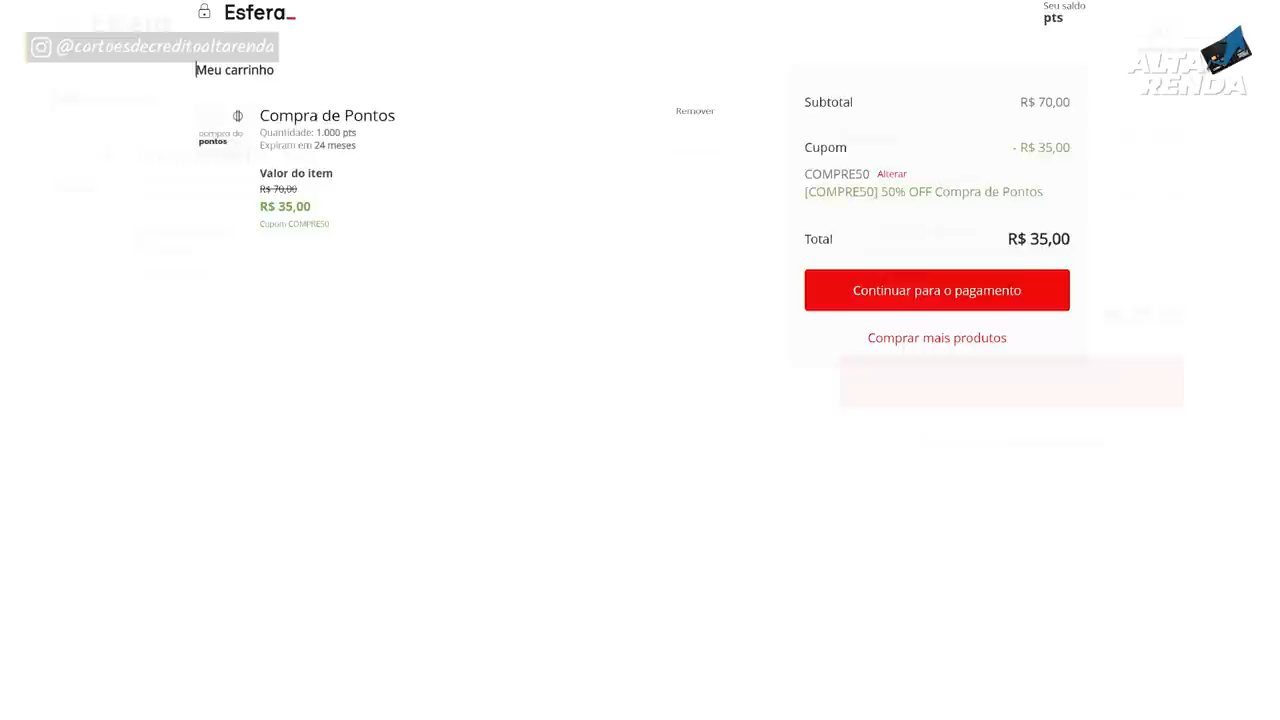 Esfera_
Seu saldo
pts
@cartoesdecreditoaltarenda
ALTA
RENDA
Meu carrinho
Compra de Pontos
Quantidade: 1.000 pts
Expiram em 24 meses
compra de
pontos
Remover
Valor do item
R$ 70,00
R$ 35,00
Cupom COMPRE50
Subtotal R$ 70,00
Cupom - R$ 35,00
COMPRE50 Alterar
[COMPRE50] 50% OFF Compra de Pontos
Total R$ 35,00
Continuar para o pagamento
Comprar mais produtos